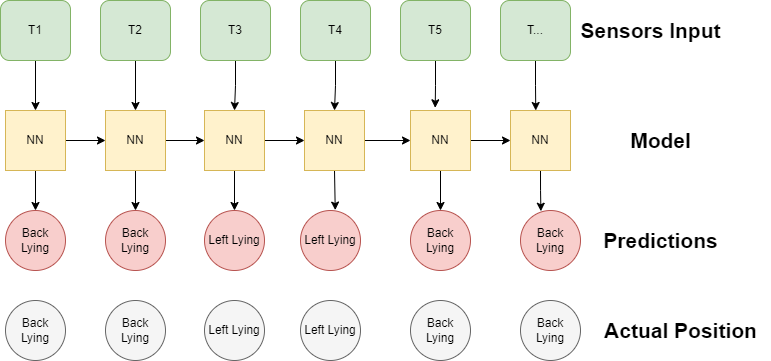 T1 T2 T3 T4 T5 T... Sensors Input
NN NN NN NN NN NN Model
Back Lying Back Lying Left Lying Left Lying Back Lying Back Lying Predictions
Back Lying Back Lying Left Lying Left Lying Back Lying Back Lying Actual Position